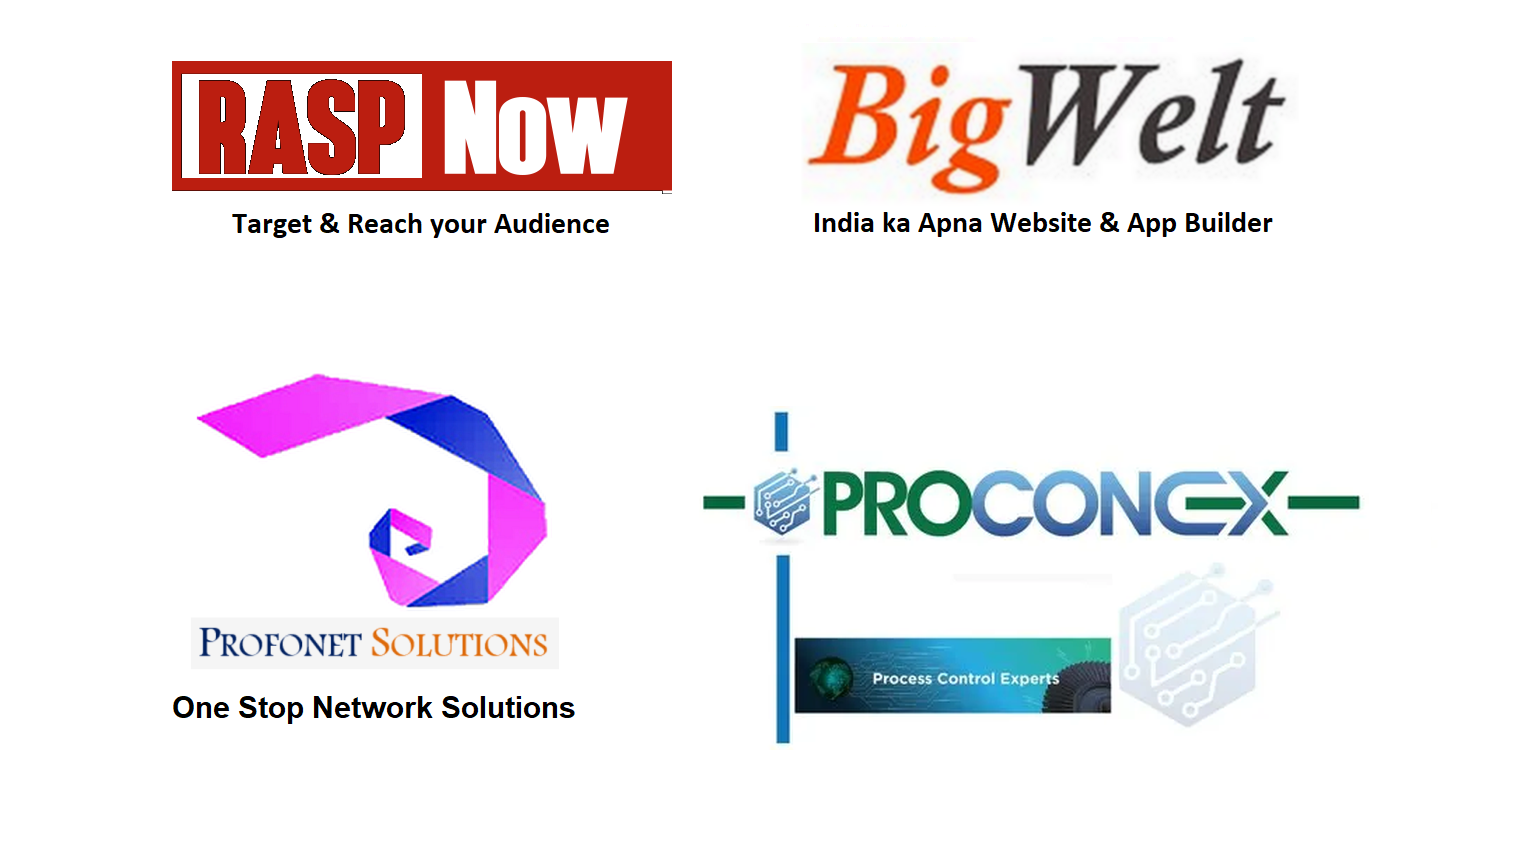 RASP Now
Target & Reach your Audience
BigWelt
India ka Apna Website & App Builder
PROFONET SOLUTIONS
One Stop Network Solutions
PROCONEX
Process Control Experts